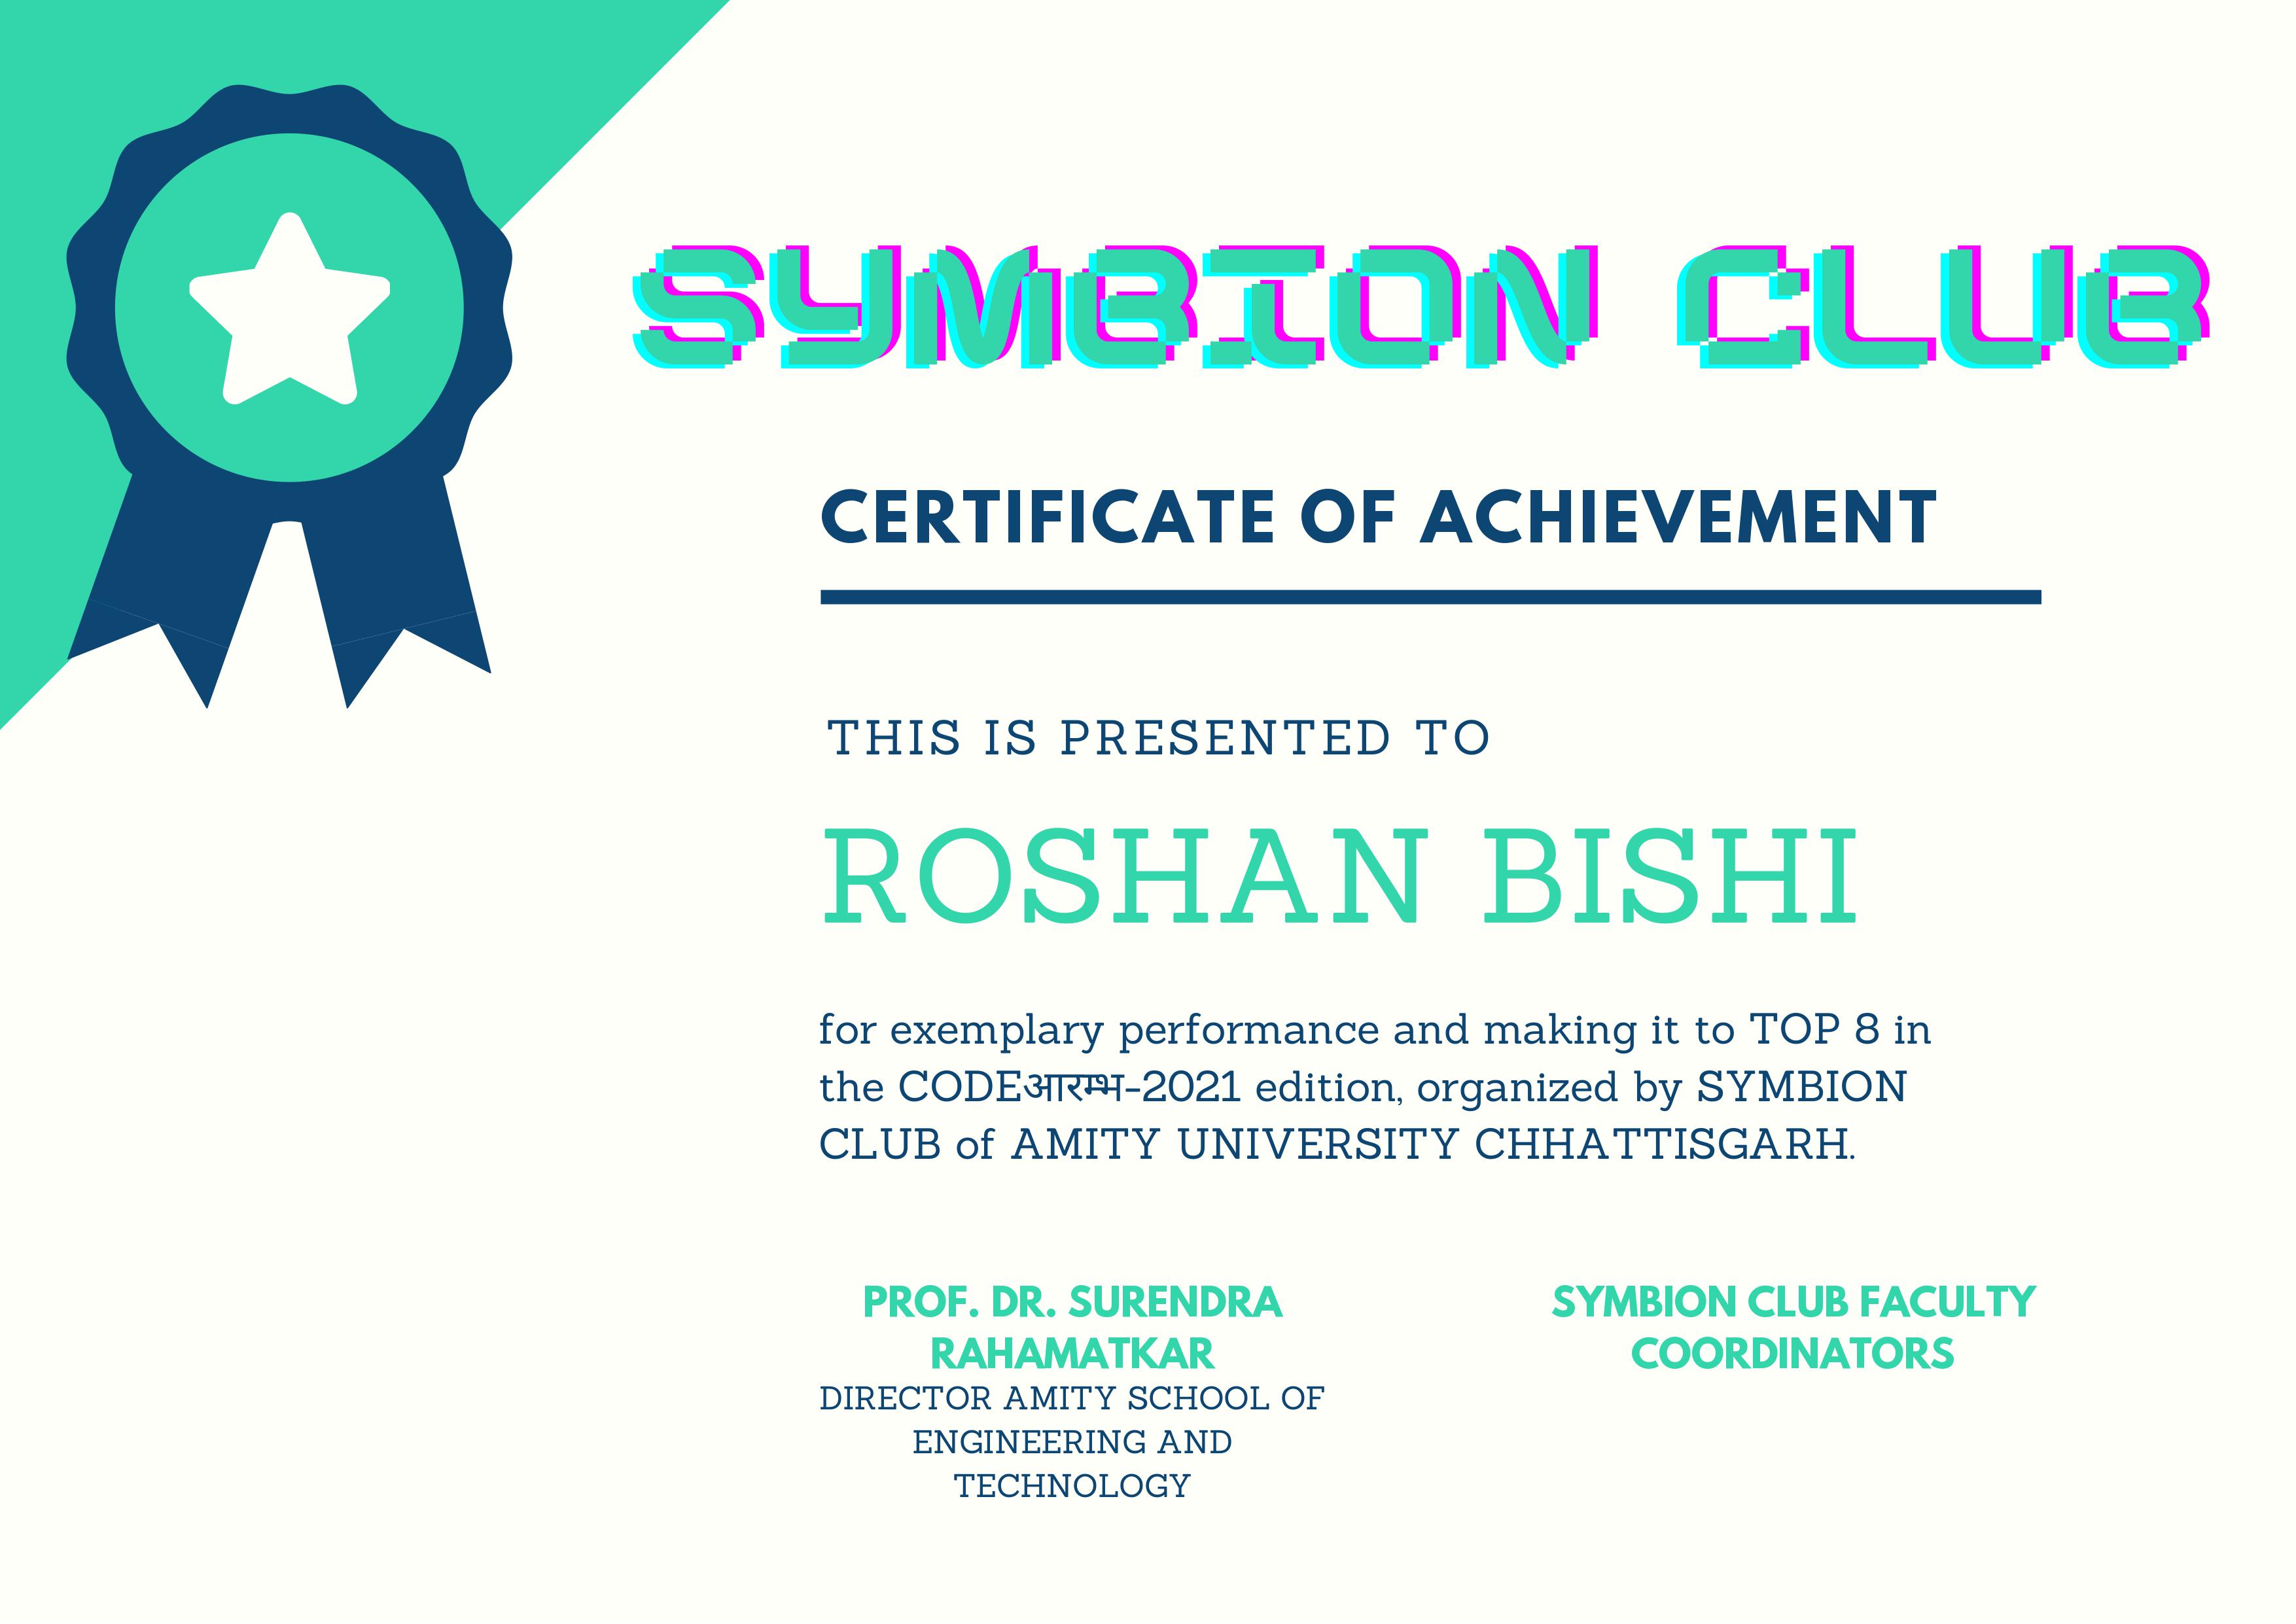 SYMBION CLUB
CERTIFICATE OF ACHIEVEMENT
THIS IS PRESENTED TO
ROSHAN BISHI
for exemplary performance and making it to TOP 8 in
the CODEआरम्भ-2021 edition, organized by SYMBION
CLUB of AMITY UNIVERSITY CHHATTISGARH.
PROF. DR. SURENDRA
RAHAMATKAR
DIRECTOR AMITY SCHOOL OF
ENGINEERING AND
TECHNOLOGY
SYMBION CLUB FACULTY
COORDINATORS